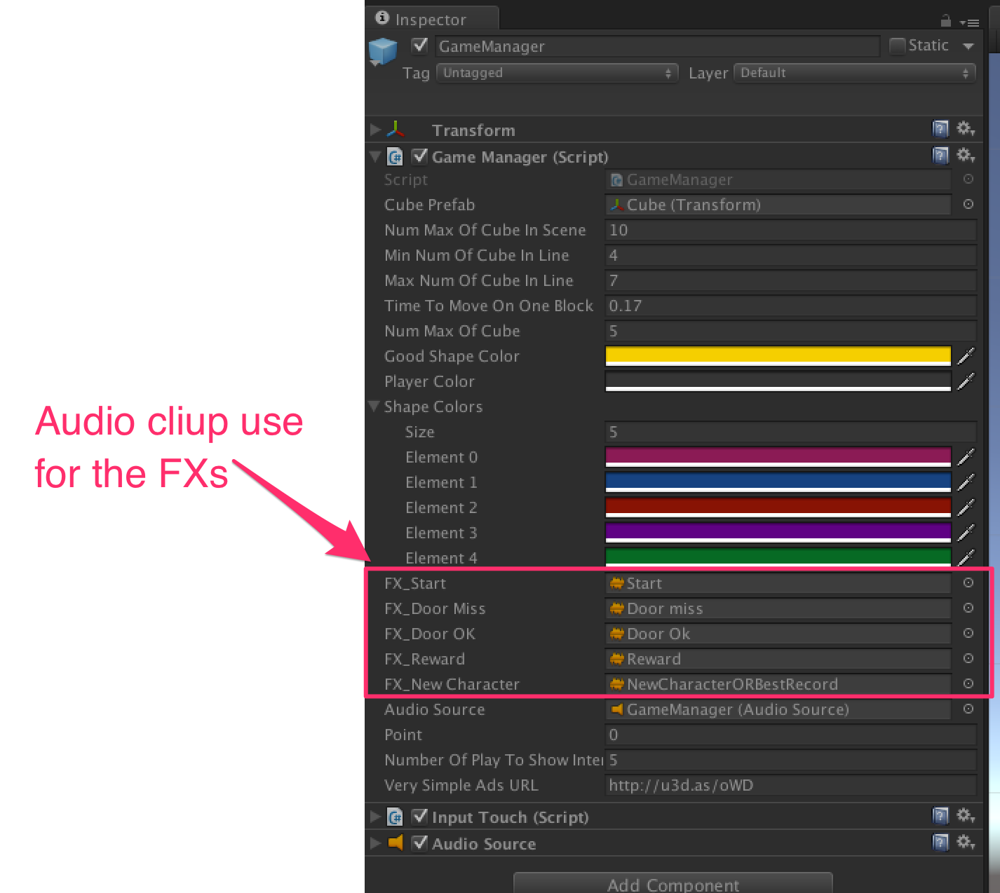 Inspector
GameManager
Static
Tag Untagged Layer Default
Transform
Game Manager (Script)
Script GameManager
Cube Prefab Cube (Transform)
Num Max Of Cube In Scene 10
Min Num Of Cube In Line 4
Max Num Of Cube In Line 7
Time To Move On One Block 0.17
Num Max Of Cube 5
Good Shape Color
Player Color
Shape Colors
Size 5
Element 0
Element 1
Element 2
Element 3
Element 4
Audio cliup use
for the FXs
FX_Start Start
FX_Door Miss Door miss
FX_Door OK Door Ok
FX_Reward Reward
FX_New Character NewCharacterORBestRecord
Audio Source GameManager (Audio Source)
Point 0
Number Of Play To Show Inter 5
Very Simple Ads URL http://u3d.as/oWD
Input Touch (Script)
Audio Source
Add Component